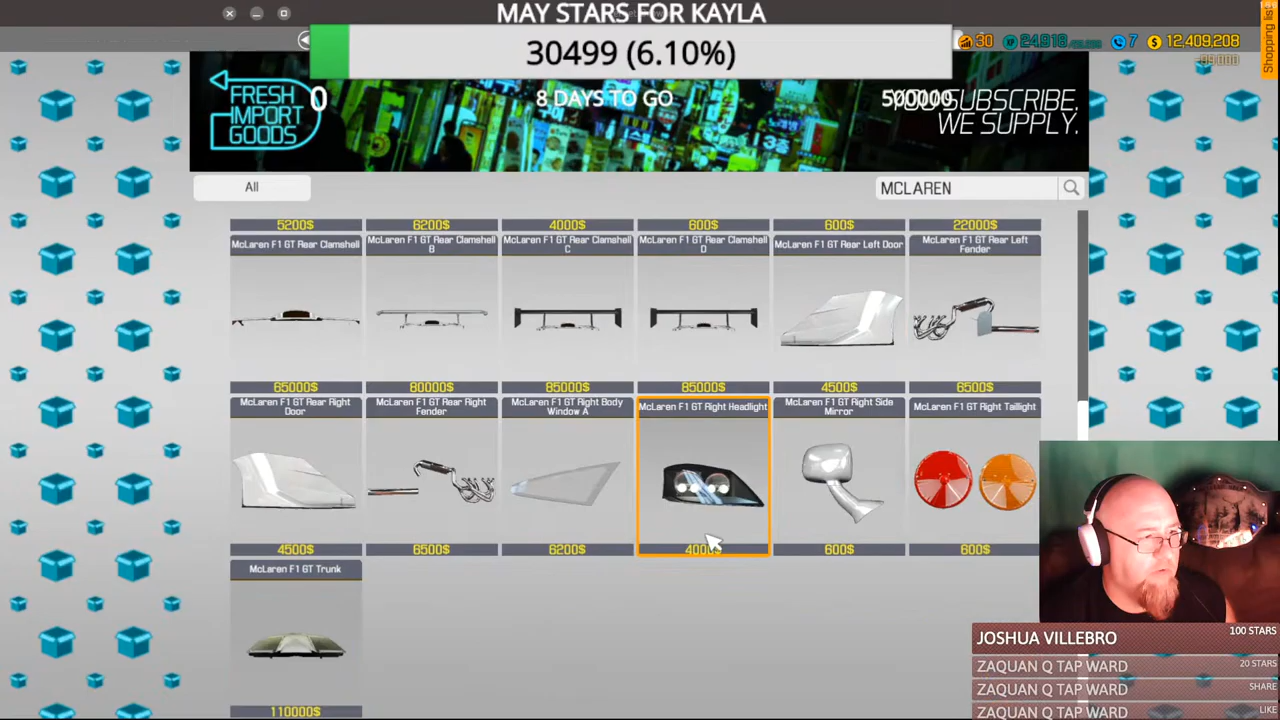 MAY STARS FOR KAYLA
30499 (6.10%)
0
8 DAYS TO GO
500000
30
24,918
7
12,409,208
-99000
Shopping list
FRESH
IMPORT
GOODS
SUBSCRIBE.
WE SUPPLY.
All
MCLAREN
5200$
6200$
4000$
600$
600$
22000$
McLaren F1 GT Rear Clamshell
McLaren F1 GT Rear Clamshell B
McLaren F1 GT Rear Clamshell C
McLaren F1 GT Rear Clamshell D
McLaren F1 GT Rear Left Door
McLaren F1 GT Rear Left Fender
65000$
80000$
85000$
85000$
4500$
6500$
McLaren F1 GT Rear Right Door
McLaren F1 GT Rear Right Fender
McLaren F1 GT Right Body Window A
McLaren F1 GT Right Headlight
McLaren F1 GT Right Side Mirror
McLaren F1 GT Right Taillight
4500$
6500$
6200$
4000$
600$
600$
McLaren F1 GT Trunk
110000$
JOSHUA VILLEBRO
100 STARS
ZAQUAN Q TAP WARD
20 STARS
ZAQUAN Q TAP WARD
SHARE
ZAQUAN Q TAP WARD
LIKE